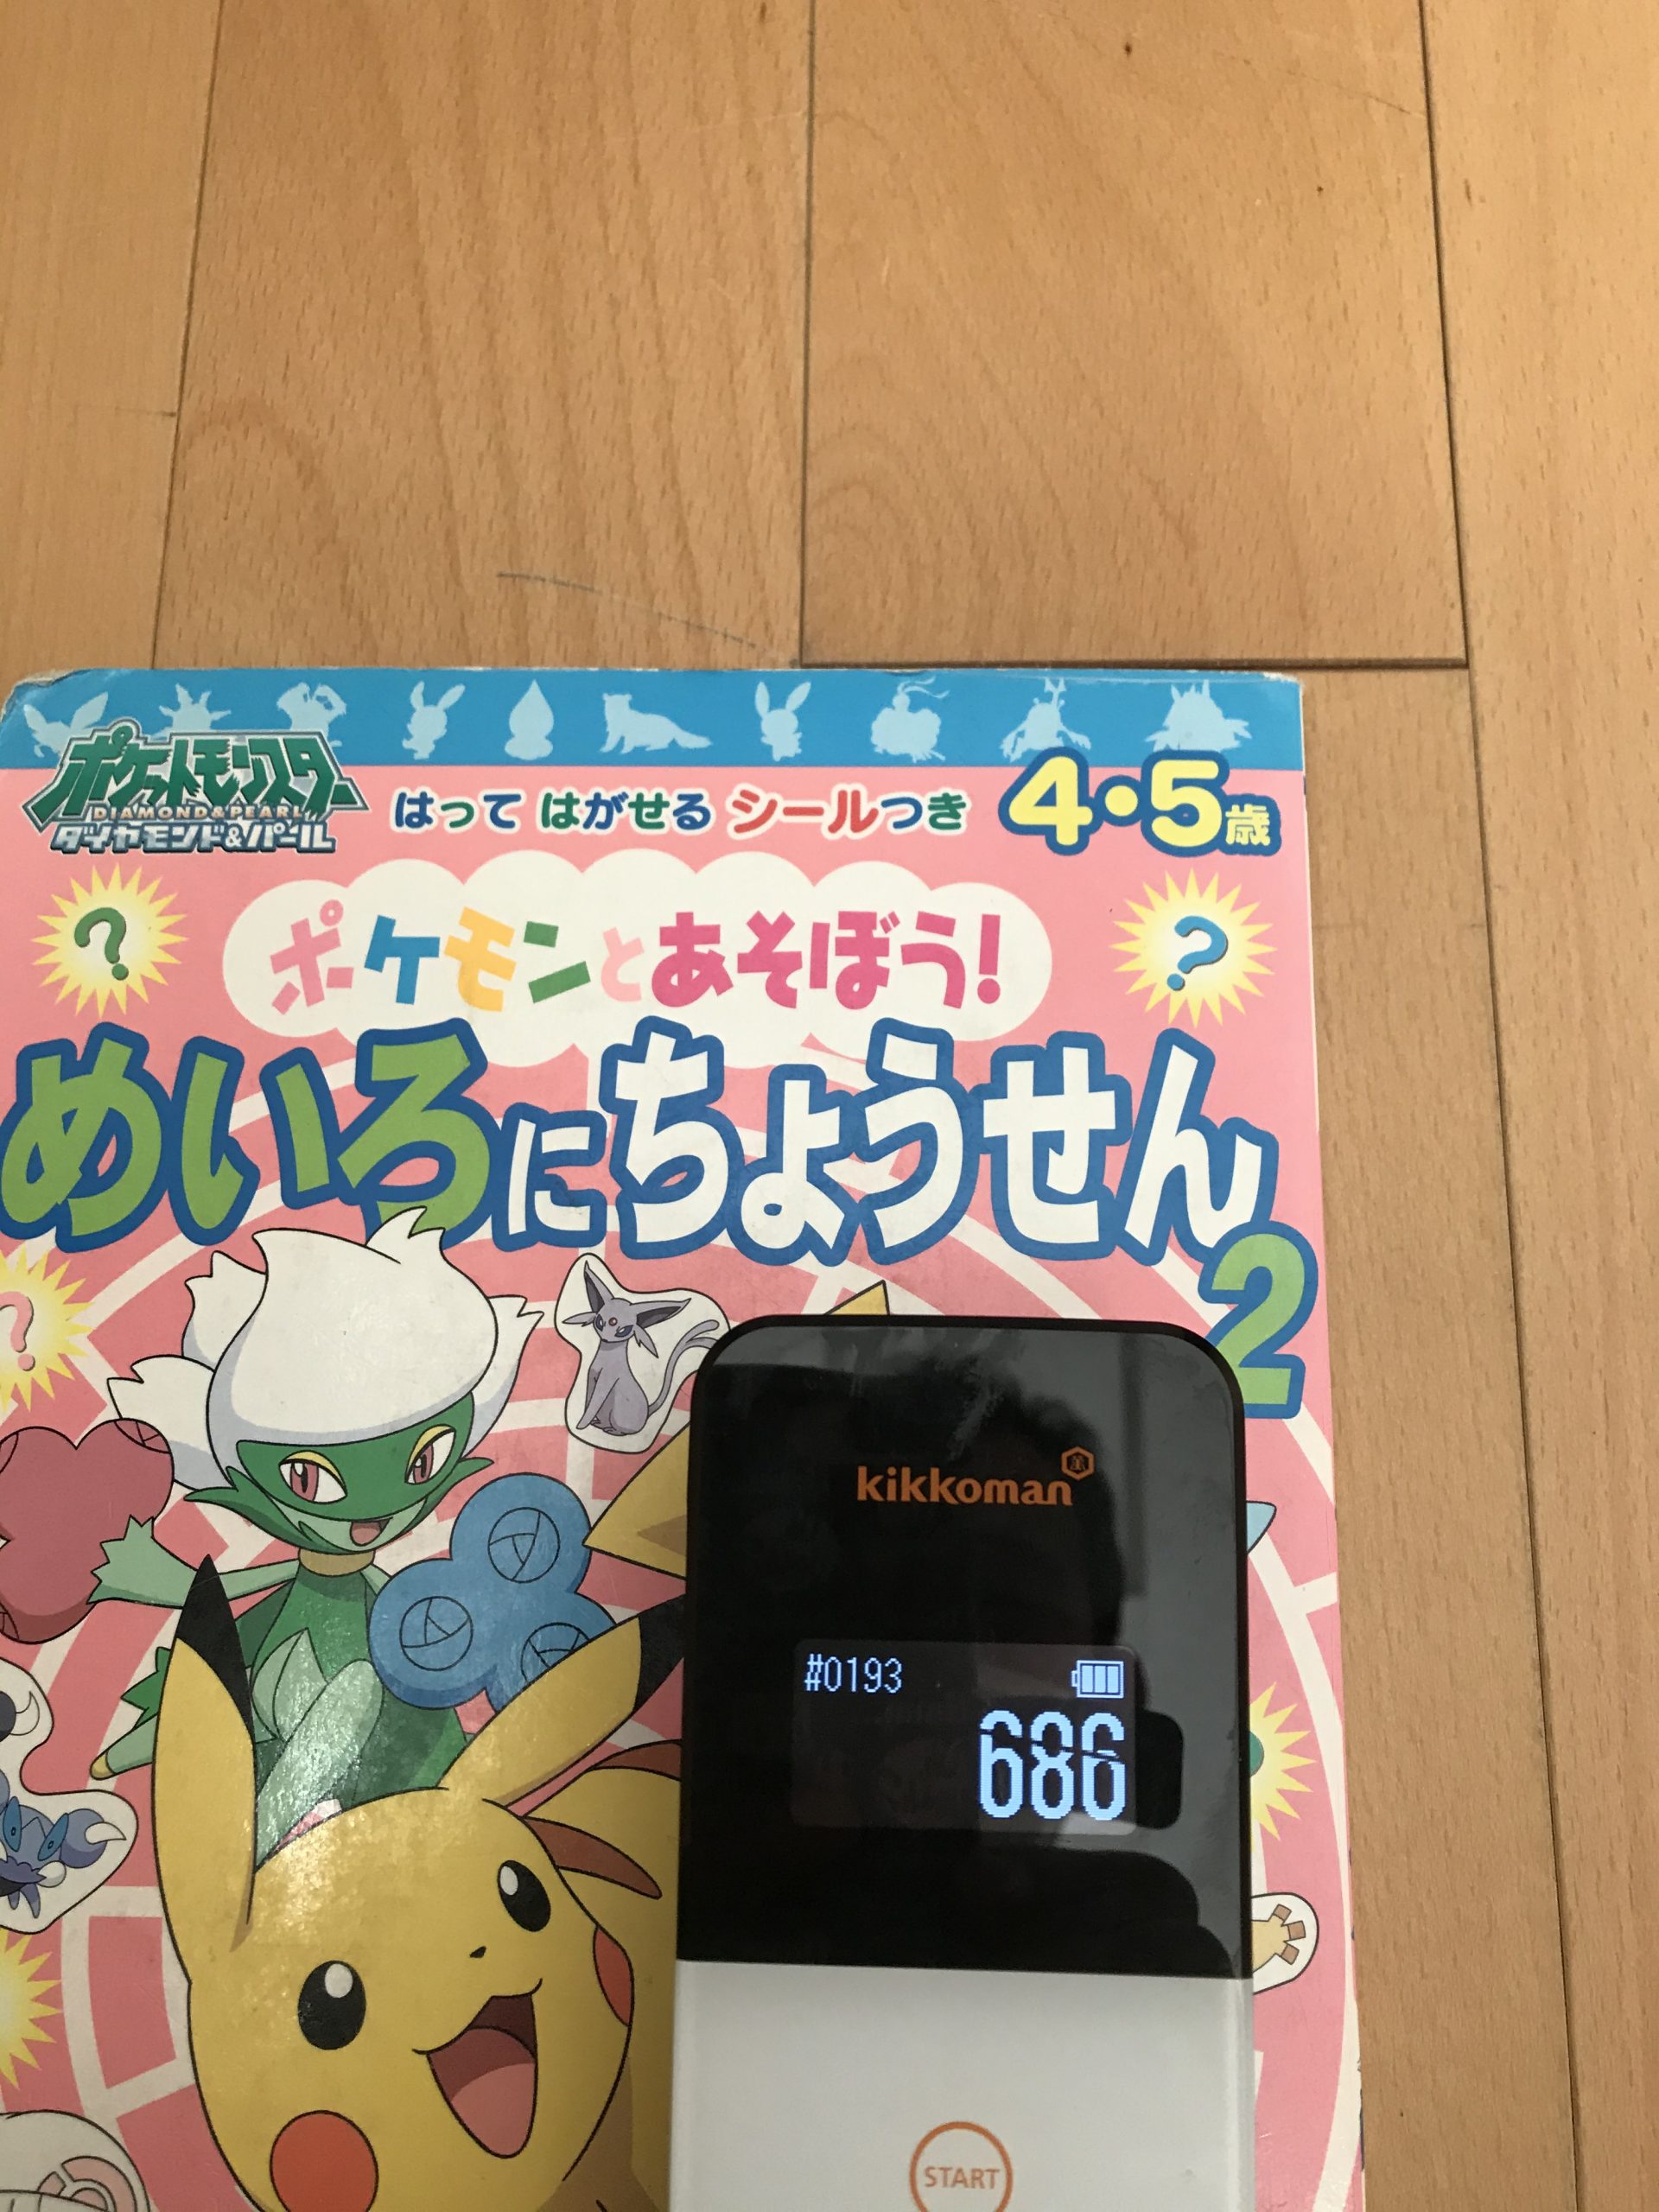 ポケットモンスター
DIAMOND&PEARL
ダイヤモンド&パール
はって はがせる シールつき
4・5歳
ポケモンとあそぼう!
?
?
めいろにちょうせん
2
?
kikkoman
#0193
686
START